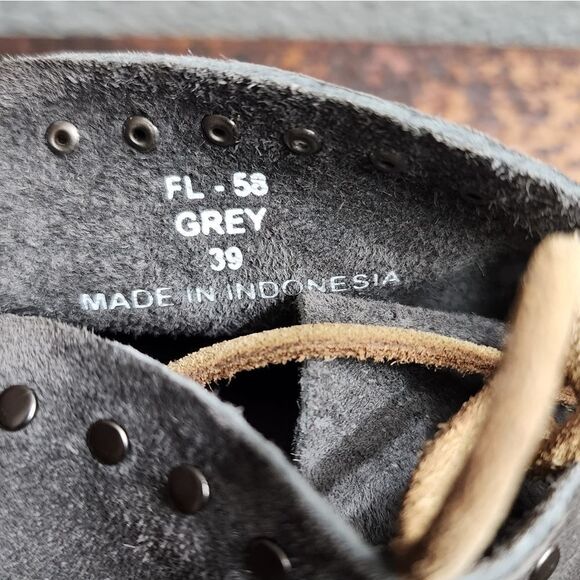 FL - 58
GREY
39
MADE IN INDONESIA